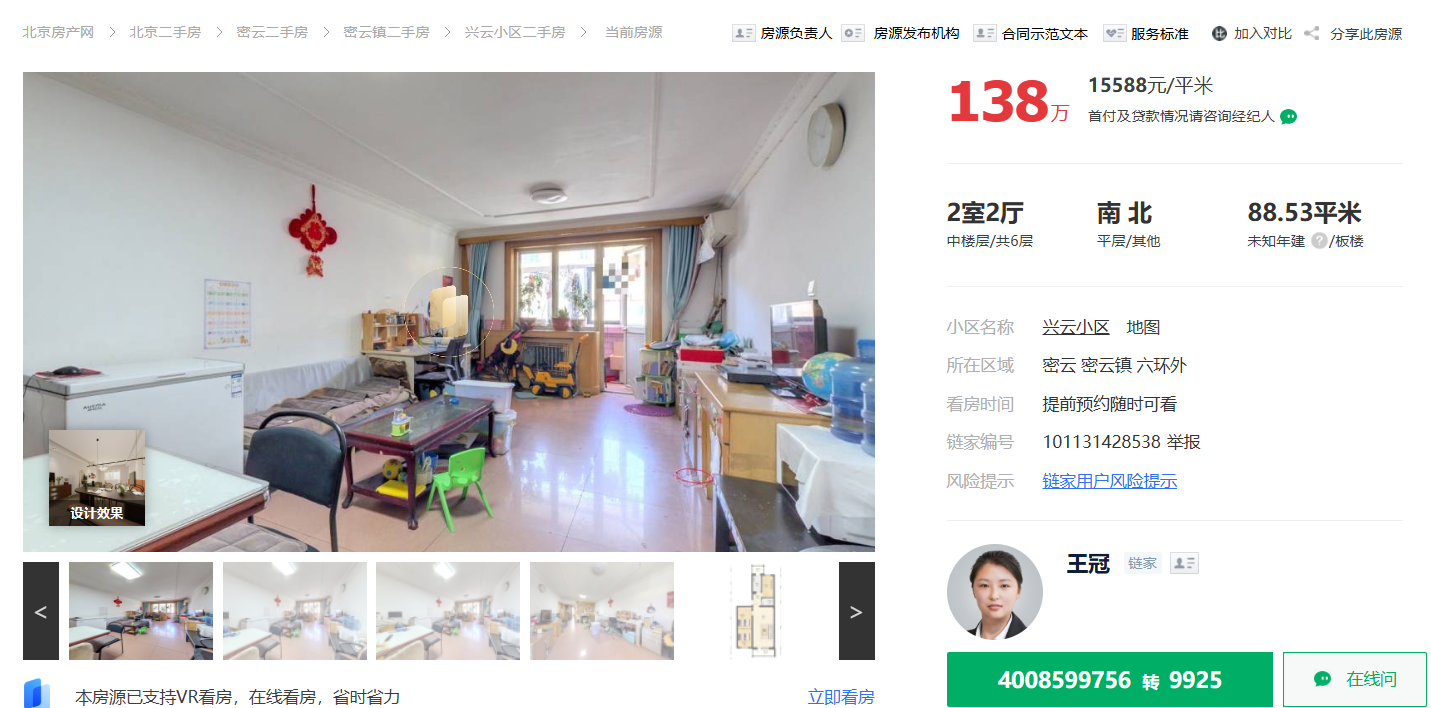 北京房产网 > 北京二手房 > 密云二手房 > 密云镇二手房 > 兴云小区二手房 > 当前房源
房源负责人 房源发布机构 合同示范文本 服务标准 比 加入对比 分享此房源
138万
15588元/平米
首付及贷款情况请咨询经纪人
2室2厅 南 北 88.53平米
中楼层/共6层 平层/其他 未知年建 ?/板楼
小区名称 兴云小区 地图
所在区域 密云 密云镇 六环外
看房时间 提前预约随时可看
链家编号 101131428538 举报
风险提示 链家用户风险提示
设计效果
王冠 链家
< >
4008599756 转 9925 在线问
本房源已支持VR看房，在线看房，省时省力 立即看房